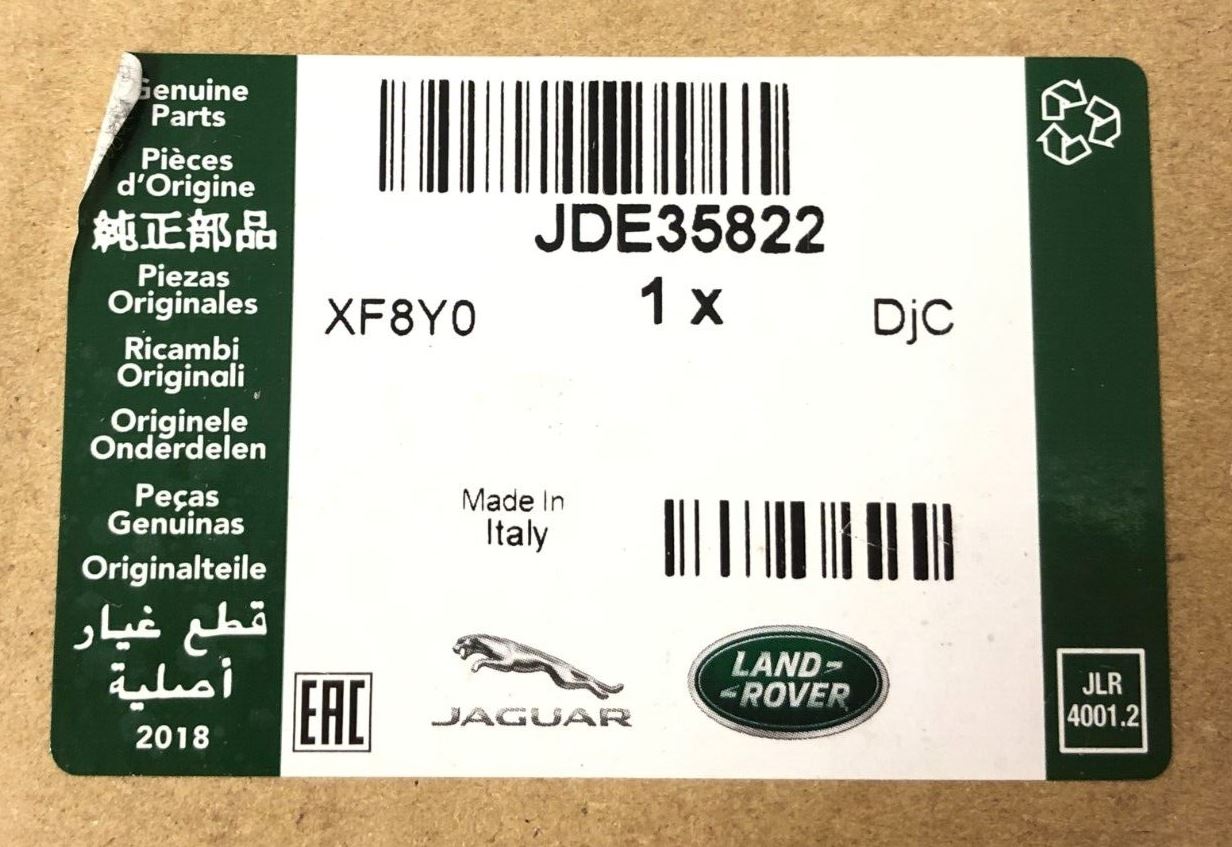 Genuine
Parts
Pièces
d'Origine
純正部品
Piezas
Originales
Ricambi
Originali
Originele
Onderdelen
Peças
Genuinas
Originalteile
قطع غيار
أصلية
2018
JDE35822
1 x
XF8Y0
DjC
Made In
Italy
EAC
JAGUAR
LAND-
-ROVER
JLR
4001.2